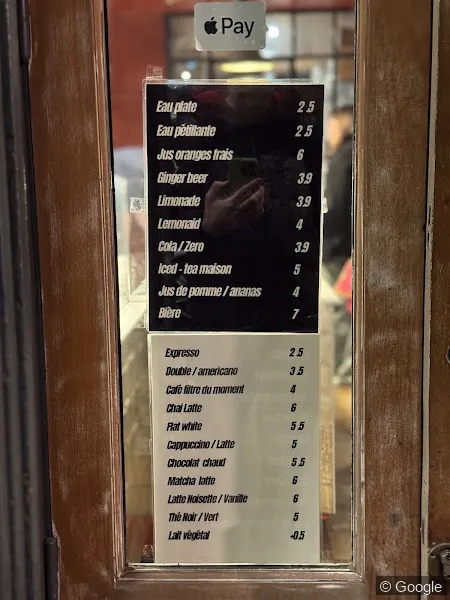 Pay
Eau plate 2.5
Eau pétillante 2.5
Jus oranges frais 6
Ginger beer 3.9
Limonade 3.9
Lemonaid 4
Cola / Zero 3.9
Iced - tea maison 5
Jus de pomme / ananas 4
Bière 7
Expresso 2.5
Double / americano 3.5
Café filtre du moment 4
Chai Latte 6
Flat white 5.5
Cappuccino / Latte 5
Chocolat chaud 5.5
Matcha latte 6
Latte Noisette / Vanille 6
Thé Noir / Vert 5
Lait végétal +0.5
© Google